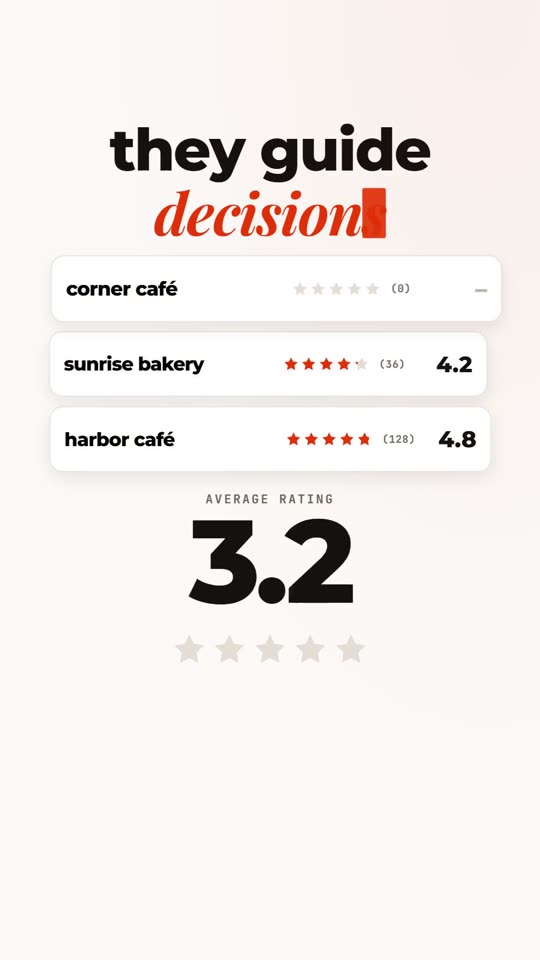 they guide
decisions
corner café (0) –
sunrise bakery (36) 4.2
harbor café (128) 4.8
AVERAGE RATING
3.2